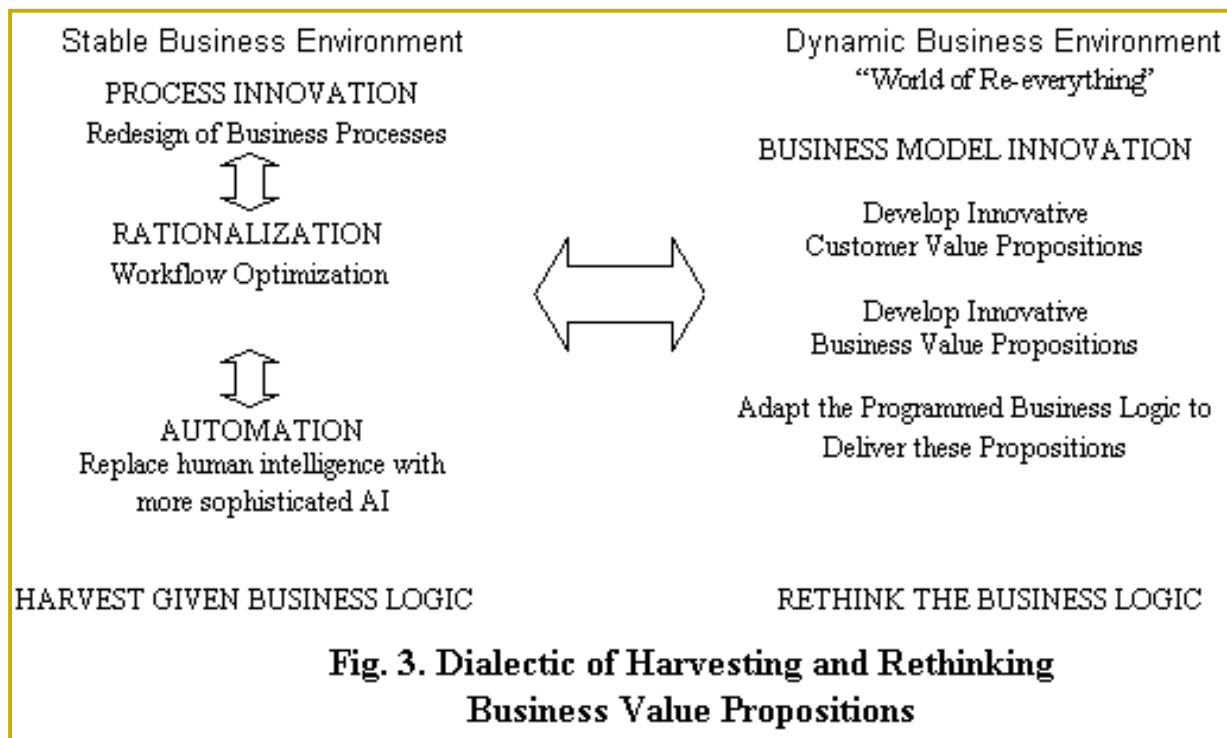 Stable Business Environment
PROCESS INNOVATION
Redesign of Business Processes
RATIONALIZATION
Workflow Optimization
AUTOMATION
Replace human intelligence with
more sophisticated AI
HARVEST GIVEN BUSINESS LOGIC
Dynamic Business Environment
“World of Re-everything”
BUSINESS MODEL INNOVATION
Develop Innovative
Customer Value Propositions
Develop Innovative
Business Value Propositions
Adapt the Programmed Business Logic to
Deliver these Propositions
RETHINK THE BUSINESS LOGIC
Fig. 3. Dialectic of Harvesting and Rethinking
Business Value Propositions